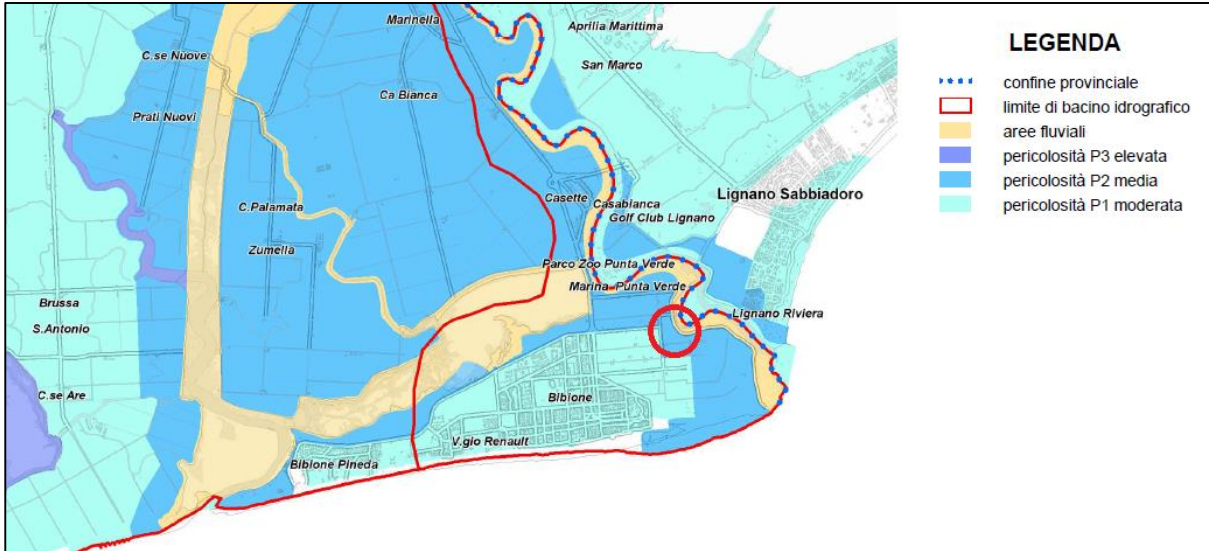 Marinella
Aprilia Marittima
C.se Nuove
San Marco
Ca Bianca
Prati Nuovi
Lignano Sabbiadoro
Casette
Casabianca
C.Palamata
Golf Club Lignano
Zumella
Parco Zoo Punta Verde
Marina Punta Verde
Brussa
Lignano Riviera
S.Antonio
C.se Are
Bibione
V.gio Renault
Bibione Pineda
LEGENDA
confine provinciale
limite di bacino idrografico
aree fluviali
pericolosità P3 elevata
pericolosità P2 media
pericolosità P1 moderata